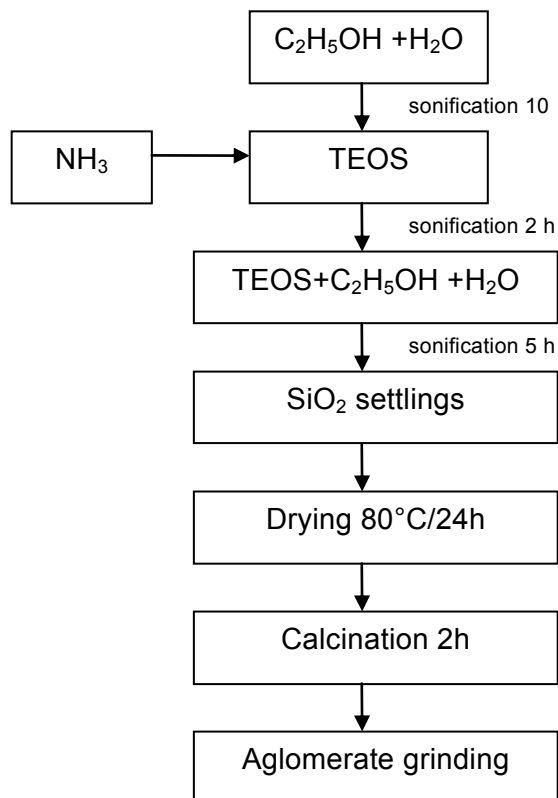 C₂H₅OH +H₂O
sonification 10
NH₃
TEOS
sonification 2 h
TEOS+C₂H₅OH +H₂O
sonification 5 h
SiO₂ settlings
Drying 80°C/24h
Calcination 2h
Aglomerate grinding